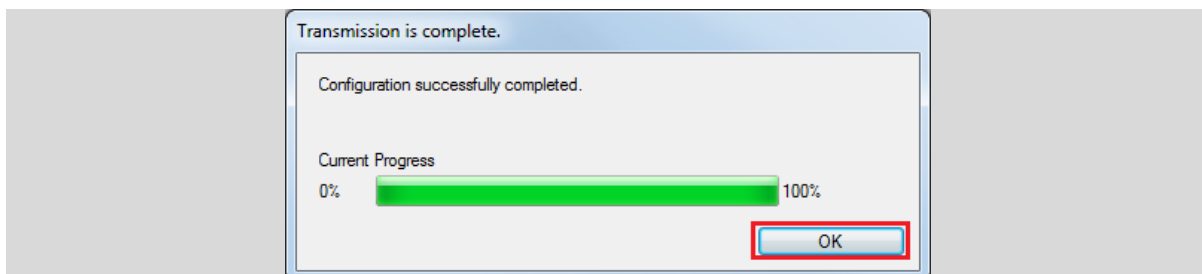 Transmission is complete.
Configuration successfully completed.
Current Progress
0% 100%
OK